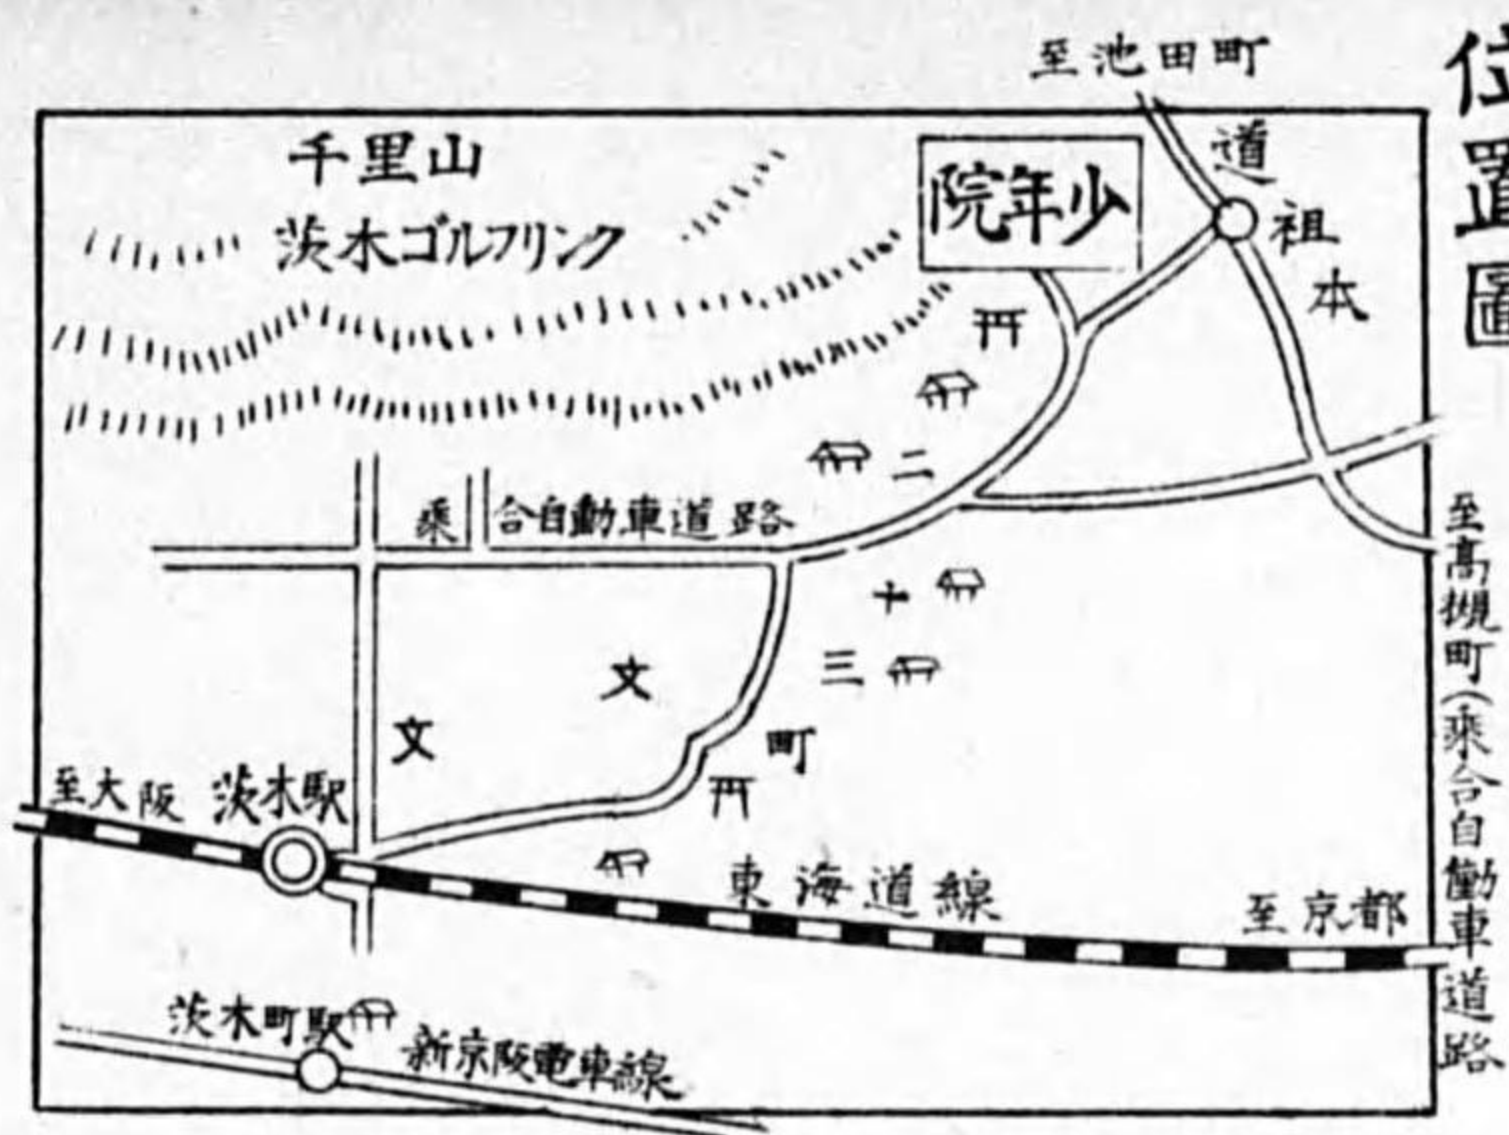 位置圖
至池田町
千里山
茨木ゴルフリンク
院年少
道祖本
二十三町
乘合自動車道路
文
文
至大阪
茨木駅
東海道線
至京都
茨木町駅
新京阪電車線
至高槻町(乘合自働車道路